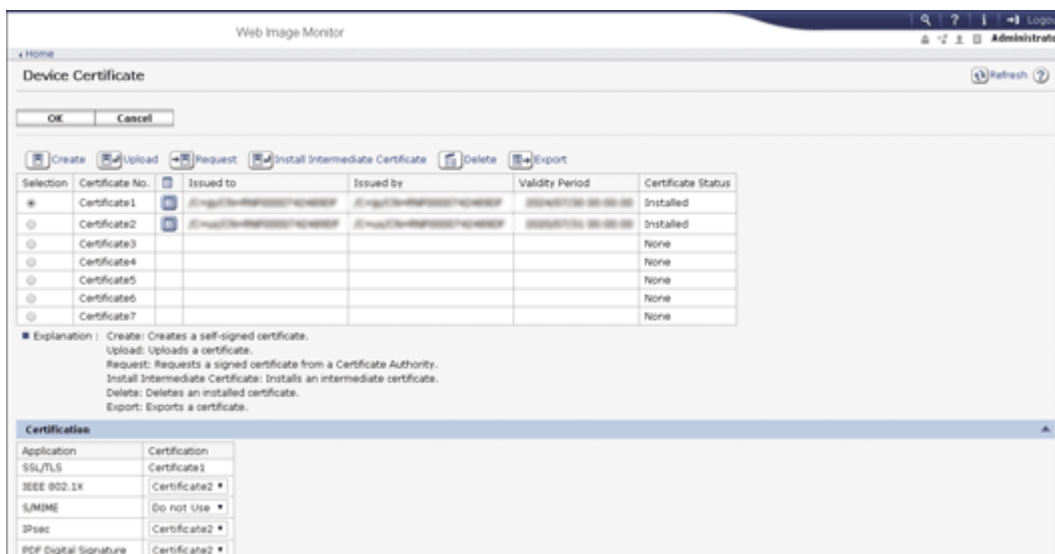 Web Image Monitor
Logou
Administrato
Home
Device Certificate
Refresh
OK Cancel
Create Upload Request Install Intermediate Certificate Delete Export
Selection Certificate No. Issued to Issued by Validity Period Certificate Status
Certificate1 Installed
Certificate2 Installed
Certificate3 None
Certificate4 None
Certificate5 None
Certificate6 None
Certificate7 None
Explanation : Create: Creates a self-signed certificate.
Upload: Uploads a certificate.
Request: Requests a signed certificate from a Certificate Authority.
Install Intermediate Certificate: Installs an intermediate certificate.
Delete: Deletes an installed certificate.
Export: Exports a certificate.
Certification
Application Certification
SSL/TLS Certificate1
IEEE 802.1X Certificate2
S/MIME Do not Use
IPsec Certificate2
PDF Digital Signature Certificate2